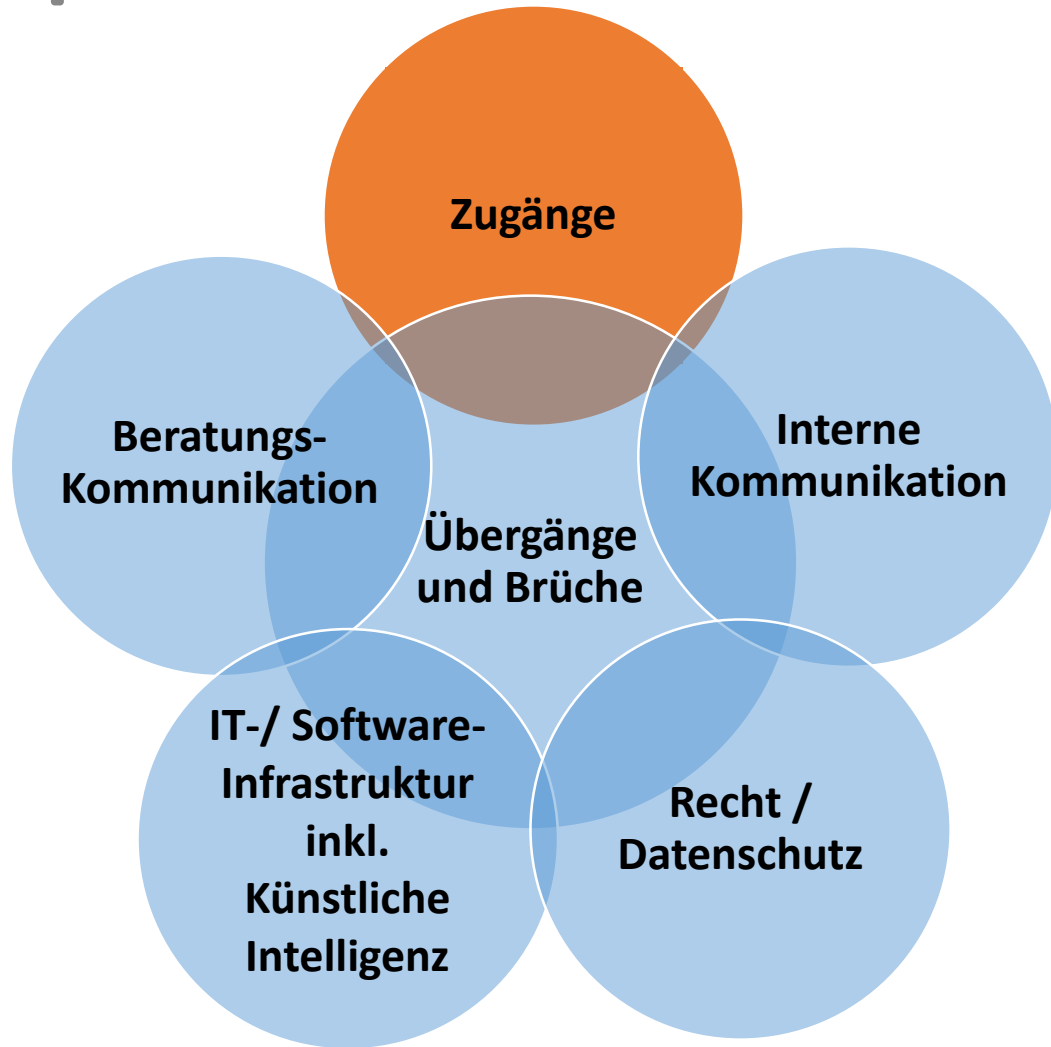 Zugänge
Beratungs-
Kommunikation
Interne
Kommunikation
Übergänge
und Brüche
IT-/ Software-
Infrastruktur
inkl.
Künstliche
Intelligenz
Recht /
Datenschutz